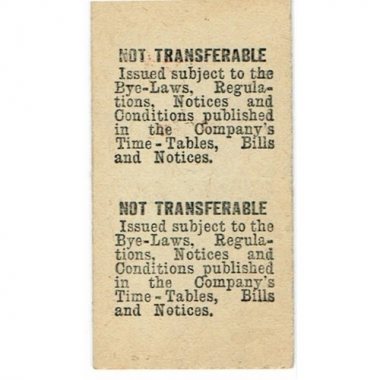 NOT TRANSFERABLE
Issued subject to the
Bye-Laws, Regula-
tions, Notices and
Conditions published
in the Company's
Time-Tables, Bills
and Notices.
NOT TRANSFERABLE
Issued subject to the
Bye-Laws, Regula-
tions, Notices and
Conditions published
in the Company's
Time-Tables, Bills
and Notices.